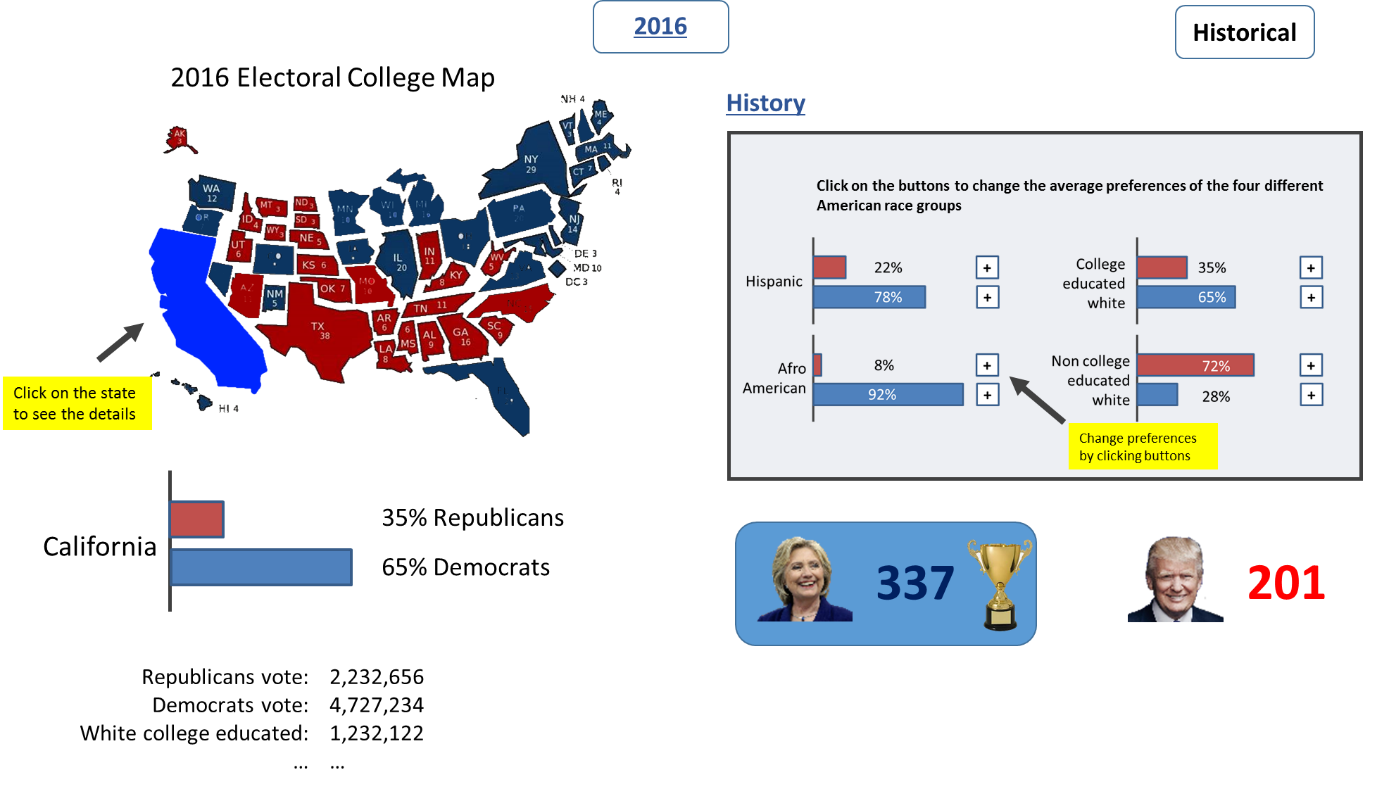 2016
Historical
2016 Electoral College Map
History
NH 4
AK
3
VT
3
ME
4
MA 11
NY
29
CT 7
RI
4
WA
12
MT 3
ND 3
ID
4
SD 3
WY 3
MN
PA
NJ
14
UT
6
NE 5
IL
20
IN
11
WV
5
DE 3
MD 10
DC 3
KS 6
KY
8
NM
5
OK 7
MO
TN 11
TX
38
AR
6
LA
8
6
MS
AL
9
GA
16
SC
9
HI 4
Click on the state
to see the details
Click on the buttons to change the average preferences of the four different
American race groups
Hispanic
22%
+
78%
+
College
educated
white
35%
+
65%
+
Afro
American
8%
+
92%
+
Non college
educated
white
72%
+
28%
+
Change preferences
by clicking buttons
California
35% Republicans
65% Democrats
337
201
Republicans vote: 2,232,656
Democrats vote: 4,727,234
White college educated: 1,232,122
... ...